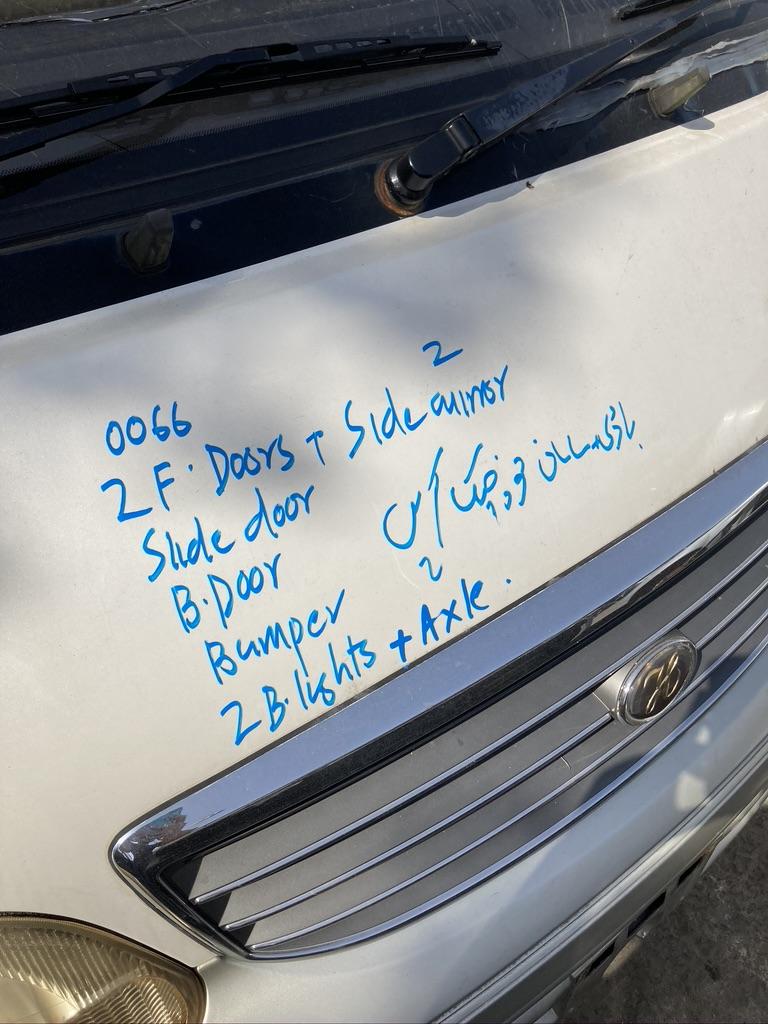 0066
2 F. Doors + Side mirror 2
Slide door
B. Door
Bumper
2 B. lights + Axle. 2